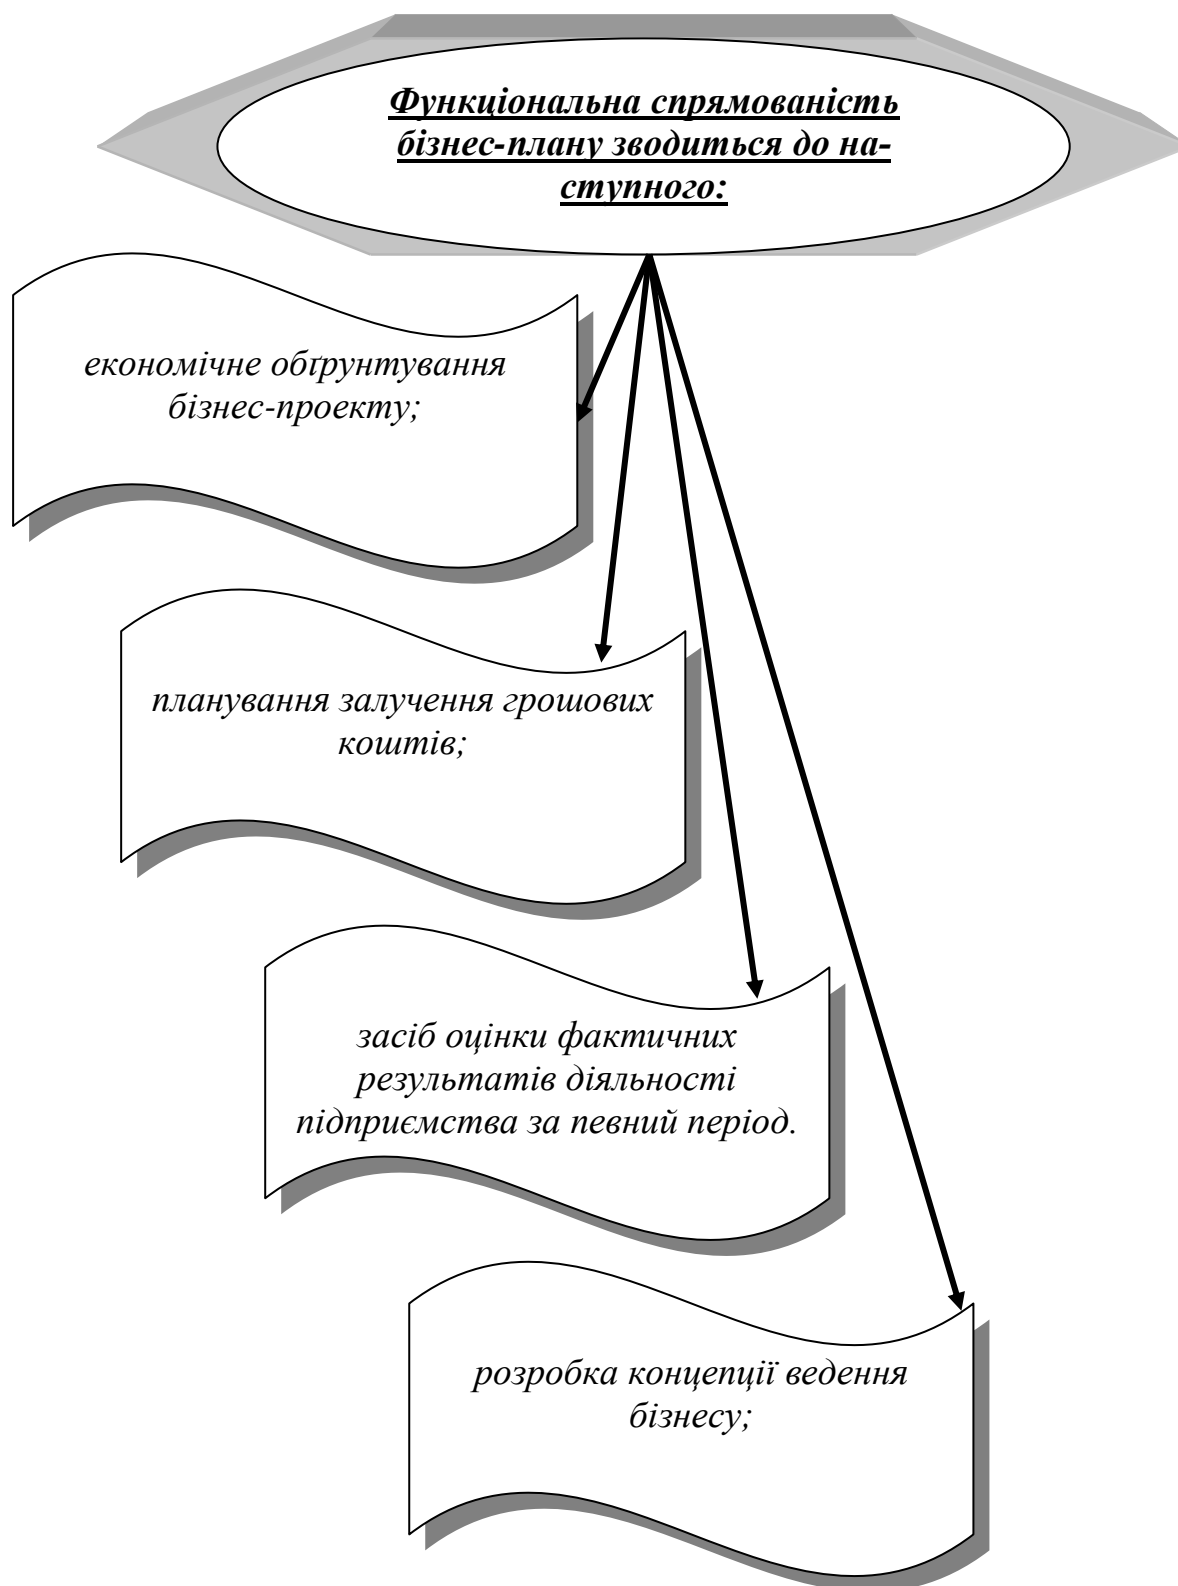 Функціональна спрямованість
бізнес-плану зводиться до на-
ступного:
економічне обґрунтування
бізнес-проекту;
планування залучення грошових
коштів;
засіб оцінки фактичних
результатів діяльності
підприємства за певний період.
розробка концепції ведення
бізнесу;